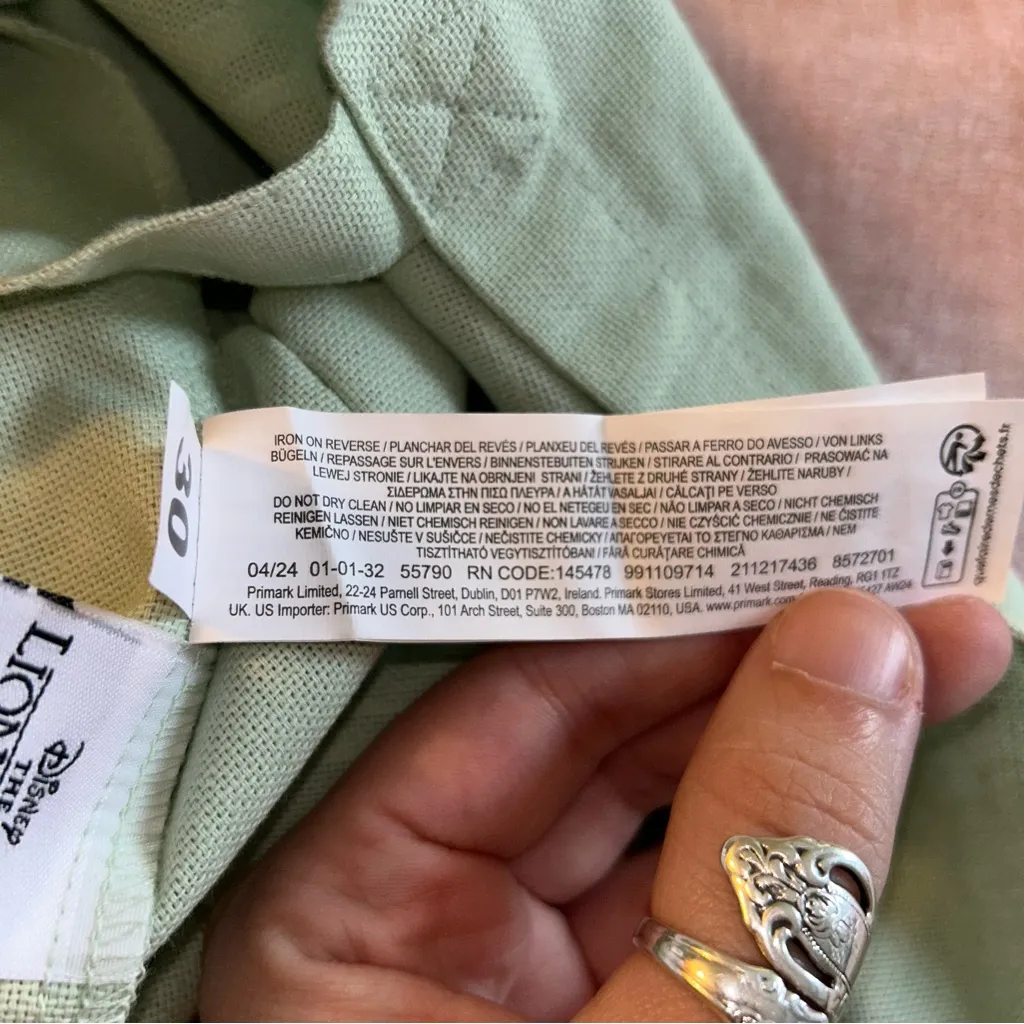 IRON ON REVERSE / PLANCHAR DEL REVÉS / PLANXEU DEL REVÉS / PASSAR A FERRO DO AVESSO / VON LINKS
BÜGELN / REPASSAGE SUR L'ENVERS / BINNENSTEBUITEN STRIJKEN / STIRARE AL CONTRARIO / PRASOWAĆ NA
LEWEJ STRONIE / LIKAJTE NA OBRNJENI STRANI / ŽEHLETE Z DRUHÉ STRANY / ŽEHLITE NARUBY /
ΣΙΔΕΡΩΜΑ ΣΤΗΝ ΠΙΣΩ ΠΛΕΥΡΑ / A HÁTÁT VASALJA! / CĂLCAȚI PE VERSO
DO NOT DRY CLEAN / NO LIMPIAR EN SECO / NO EL NETEGEU EN SEC / NÃO LIMPAR A SECO / NICHT CHEMISCH
REINIGEN LASSEN / NIET CHEMISCH REINIGEN / NON LAVARE A SECCO / NIE CZYŚCIĆ CHEMICZNIE / NE ČISTITE
KEMIČNO / NESUŠTE V SUŠIČCE / NEČISTITE CHEMICKY / ΑΠΑΓΟΡΕΥΕΤΑΙ ΤΟ ΣΤΕΓΝΟ ΚΑΘΑΡΙΣΜΑ / NEM
TISZTÍTHATÓ VEGYTISZTÍTÓBAN! / FĂRĂ CURĂȚARE CHIMICĂ
04/24 01-01-32 55790 RN CODE:145478 991109714 211217436 8572701
Primark Limited, 22-24 Parnell Street, Dublin, D01 P7W2, Ireland. Primark Stores Limited, 41 West Street, Reading, RG1 1TZ
UK. US Importer: Primark US Corp., 101 Arch Street, Suite 300, Boston MA 02110, USA. www.primark.com 427 AW24
quefairedemesdechets.fr
30
DISNEY
THE
LION